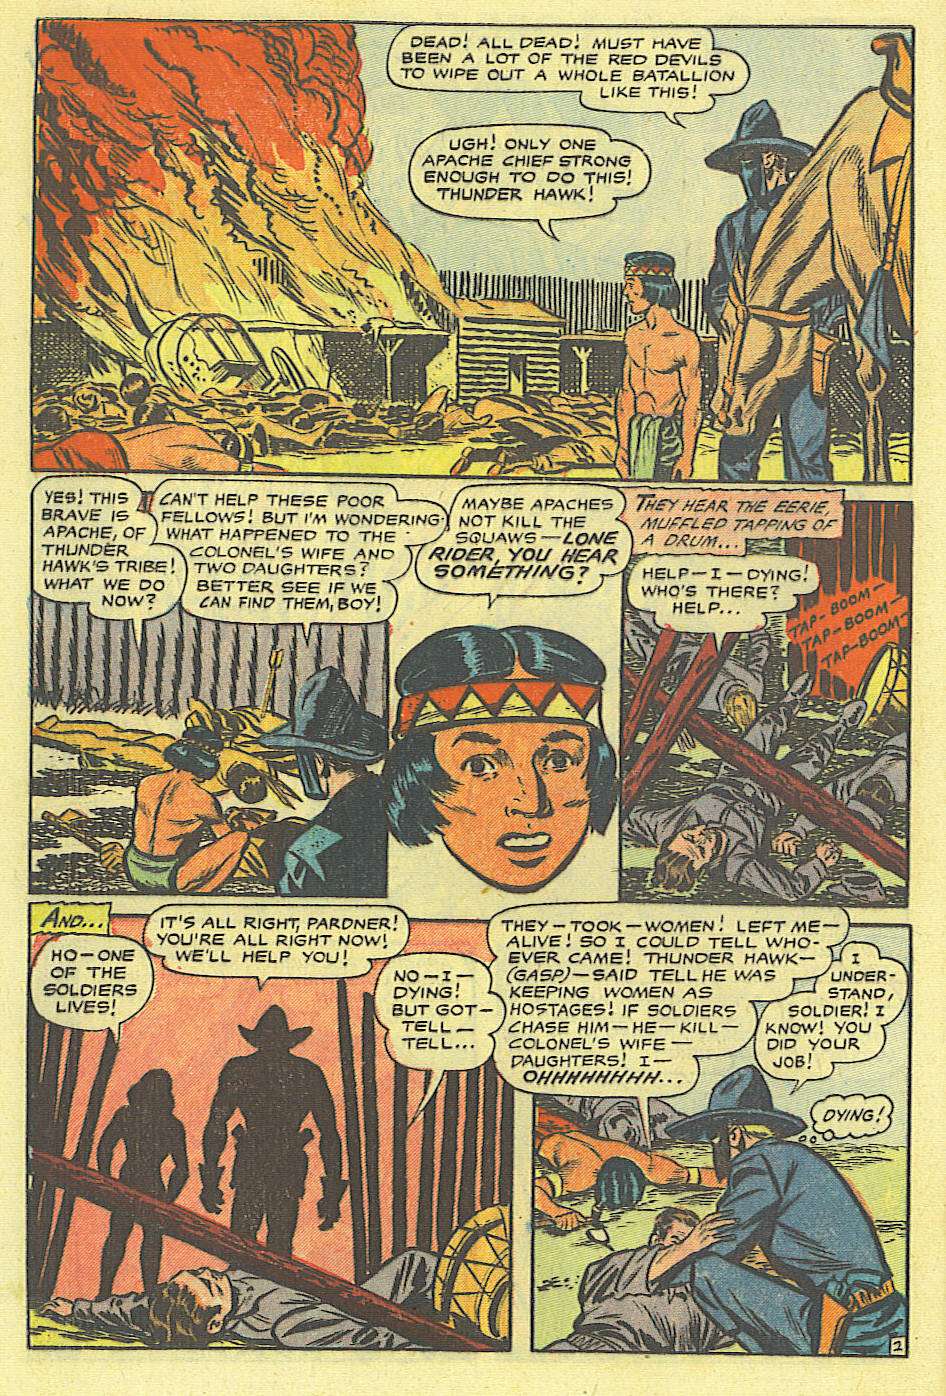 DEAD! ALL DEAD! MUST HAVE
BEEN A LOT OF THE RED DEVILS
TO WIPE OUT A WHOLE BATALLION
LIKE THIS!
UGH! ONLY ONE
APACHE CHIEF STRONG
ENOUGH TO DO THIS!
THUNDER HAWK!
YES! THIS
BRAVE IS
APACHE, OF
THUNDER
HAWK'S TRIBE!
WHAT WE DO
NOW?
CAN'T HELP THESE POOR
FELLOWS! BUT I'M WONDERING
WHAT HAPPENED TO THE
COLONEL'S WIFE AND
TWO DAUGHTERS?
BETTER SEE IF WE
CAN FIND THEM, BOY!
MAYBE APACHES
NOT KILL THE
SQUAWS—LONE
RIDER, YOU HEAR
SOMETHING?
THEY HEAR THE EERIE,
MUFFLED TAPPING OF
A DRUM...
HELP—I—DYING!
WHO'S THERE?
HELP...
TAP-BOOM—
TAP-BOOM—
TAP-BOOM—
AND...
HO—ONE
OF THE
SOLDIERS
LIVES!
IT'S ALL RIGHT, PARDNER!
YOU'RE ALL RIGHT NOW!
WE'LL HELP YOU!
NO—I—
DYING!
BUT GOT—
TELL—
TELL...
THEY—TOOK—WOMEN! LEFT ME—
ALIVE! SO I COULD TELL WHO-
EVER CAME! THUNDER HAWK—
(GASP)—SAID TELL HE WAS
KEEPING WOMEN AS
HOSTAGES! IF SOLDIERS
CHASE HIM—HE—KILL—
COLONEL'S WIFE—
DAUGHTERS! I—
OHHHHHHHH...
I
UNDER-
STAND,
SOLDIER! I
KNOW! YOU
DID YOUR
JOB!
DYING!
2